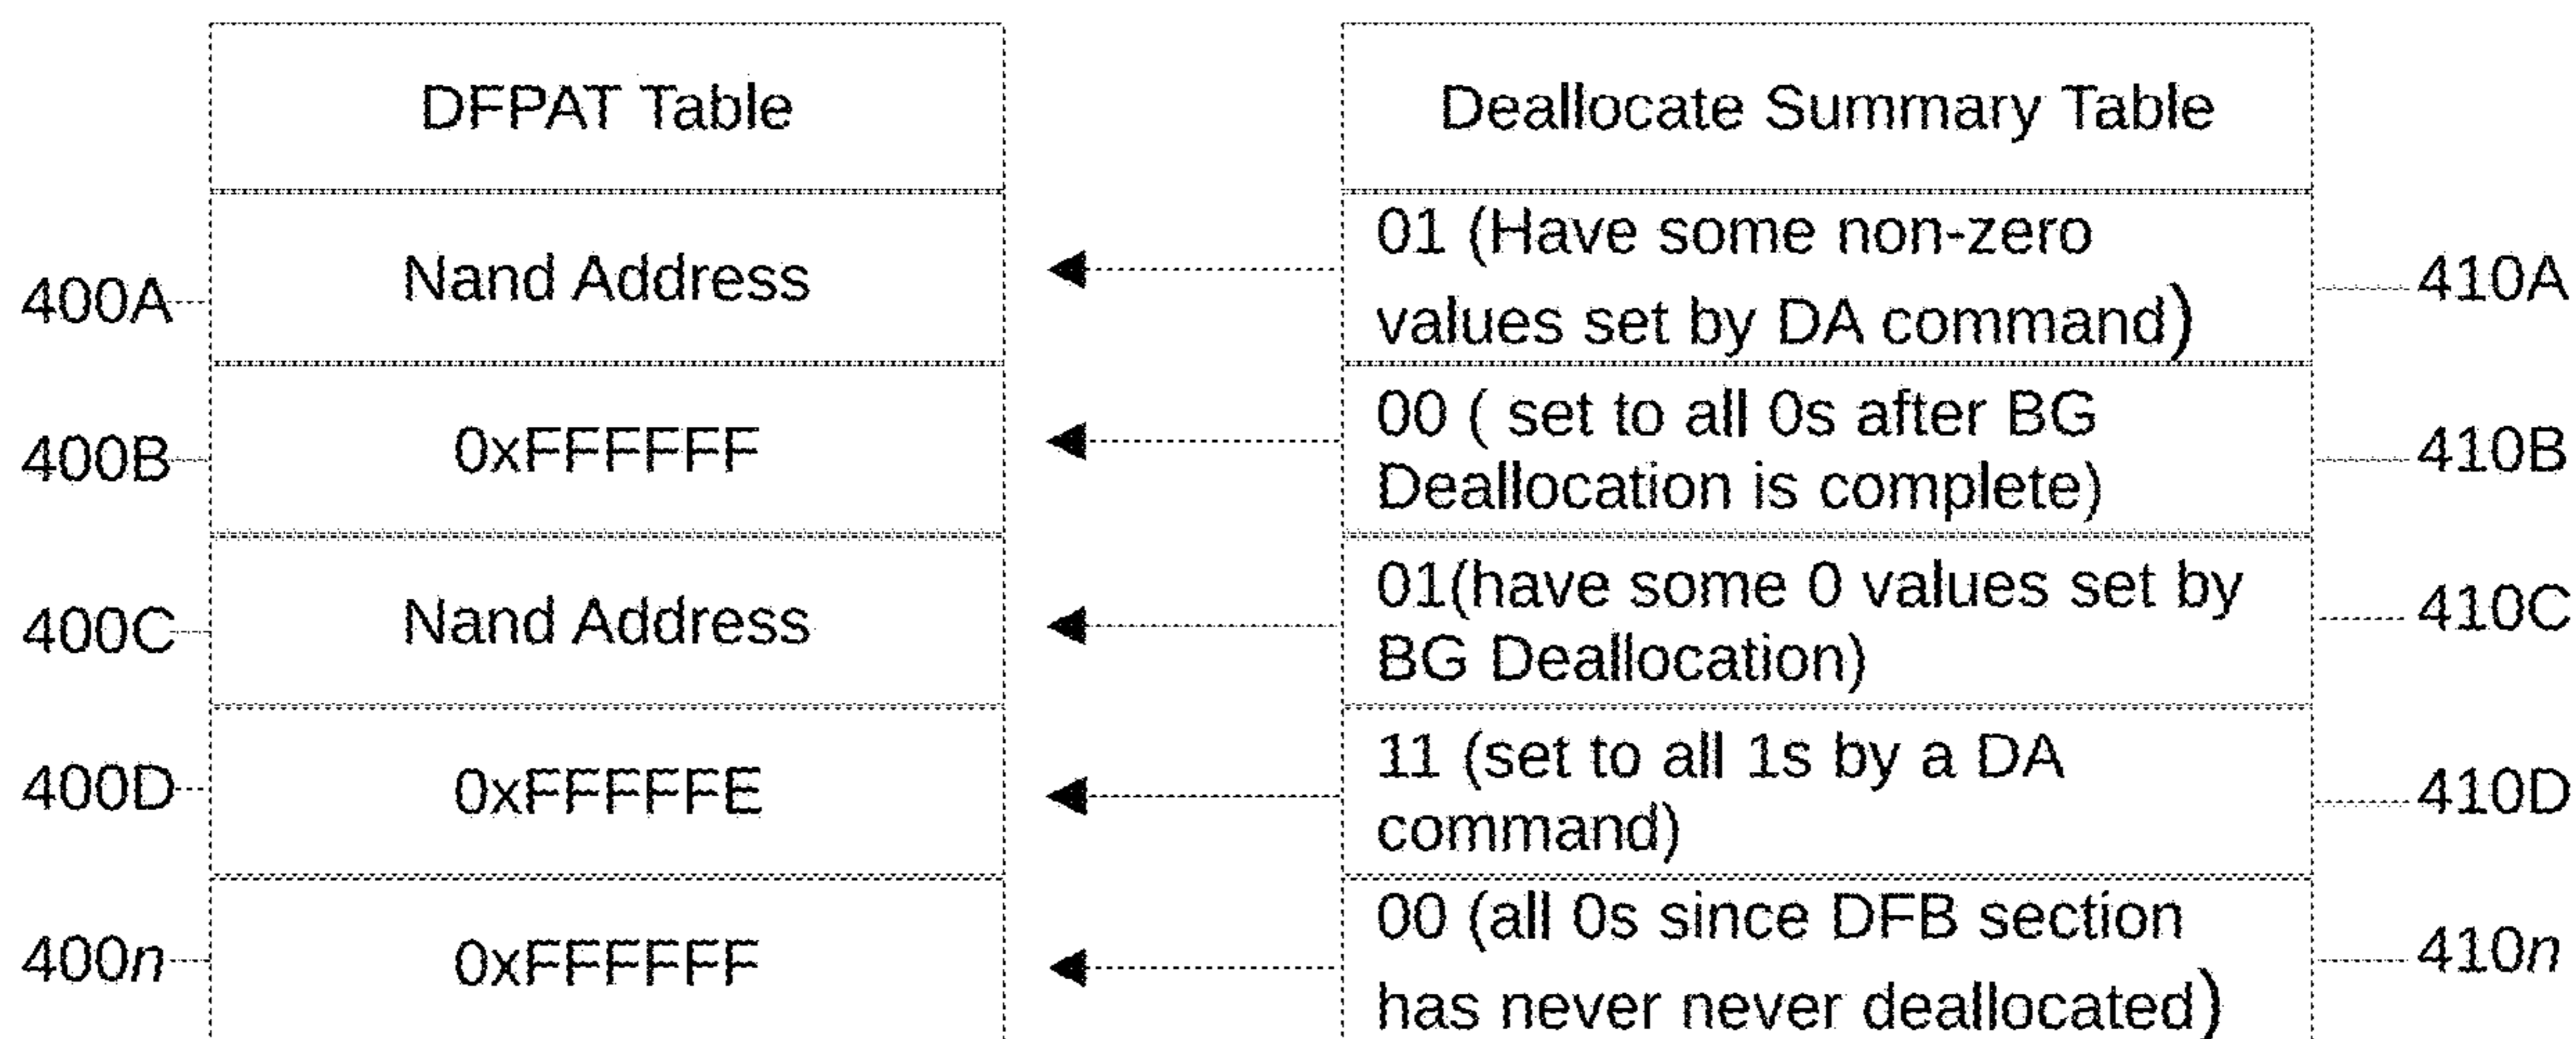 DFPAT Table
Deallocate Summary Table
400A
Nand Address
01 (Have some non-zero
values set by DA command)
410A
400B
0xFFFFFF
00 ( set to all 0s after BG
Deallocation is complete)
410B
400C
Nand Address
01(have some 0 values set by
BG Deallocation)
410C
400D
0xFFFFFE
11 (set to all 1s by a DA
command)
410D
400n
0xFFFFFF
00 (all 0s since DFB section
has never never deallocated)
410n